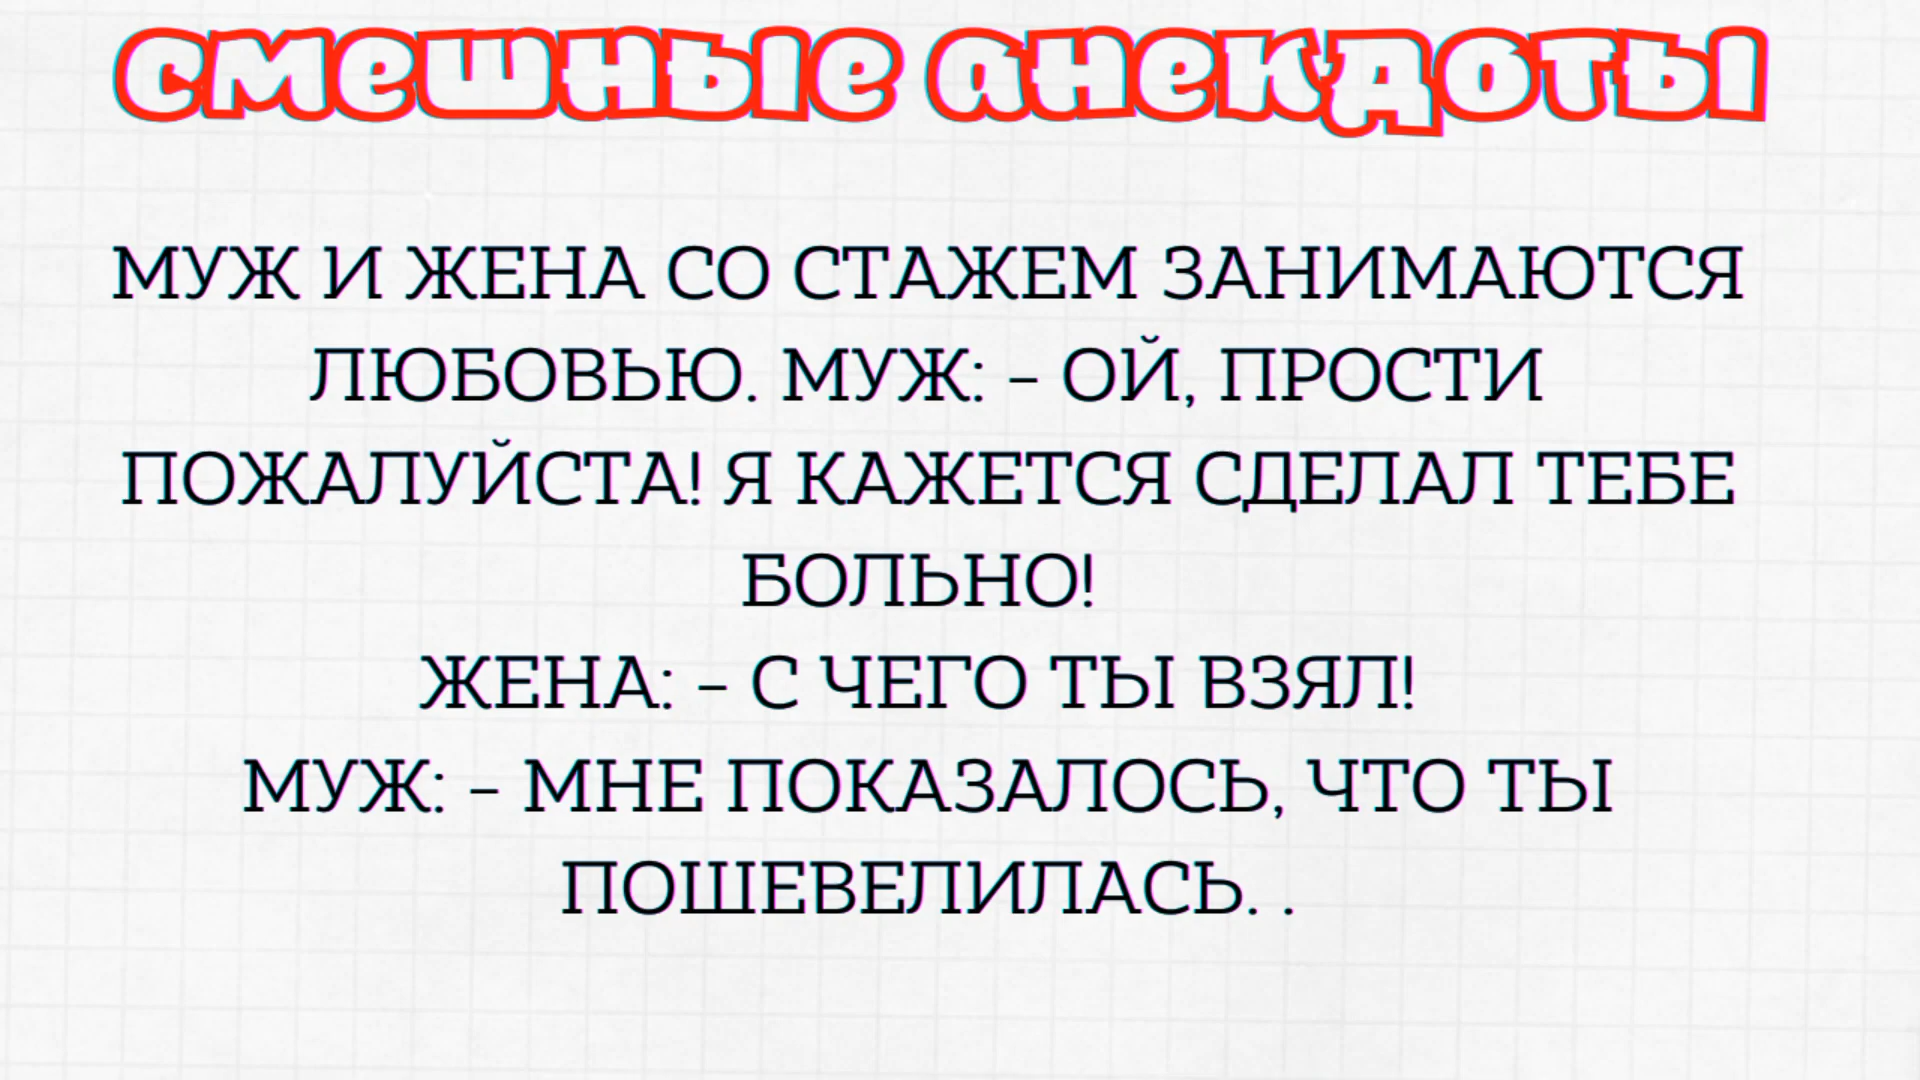 смешные анекдоты
МУЖ И ЖЕНА СО СТАЖЕМ ЗАНИМАЮТСЯ
ЛЮБОВЬЮ. МУЖ: – ОЙ, ПРОСТИ
ПОЖАЛУЙСТА! Я КАЖЕТСЯ СДЕЛАЛ ТЕБЕ
БОЛЬНО!
ЖЕНА: – С ЧЕГО ТЫ ВЗЯЛ!
МУЖ: – МНЕ ПОКАЗАЛОСЬ, ЧТО ТЫ
ПОШЕВЕЛИЛАСЬ. .